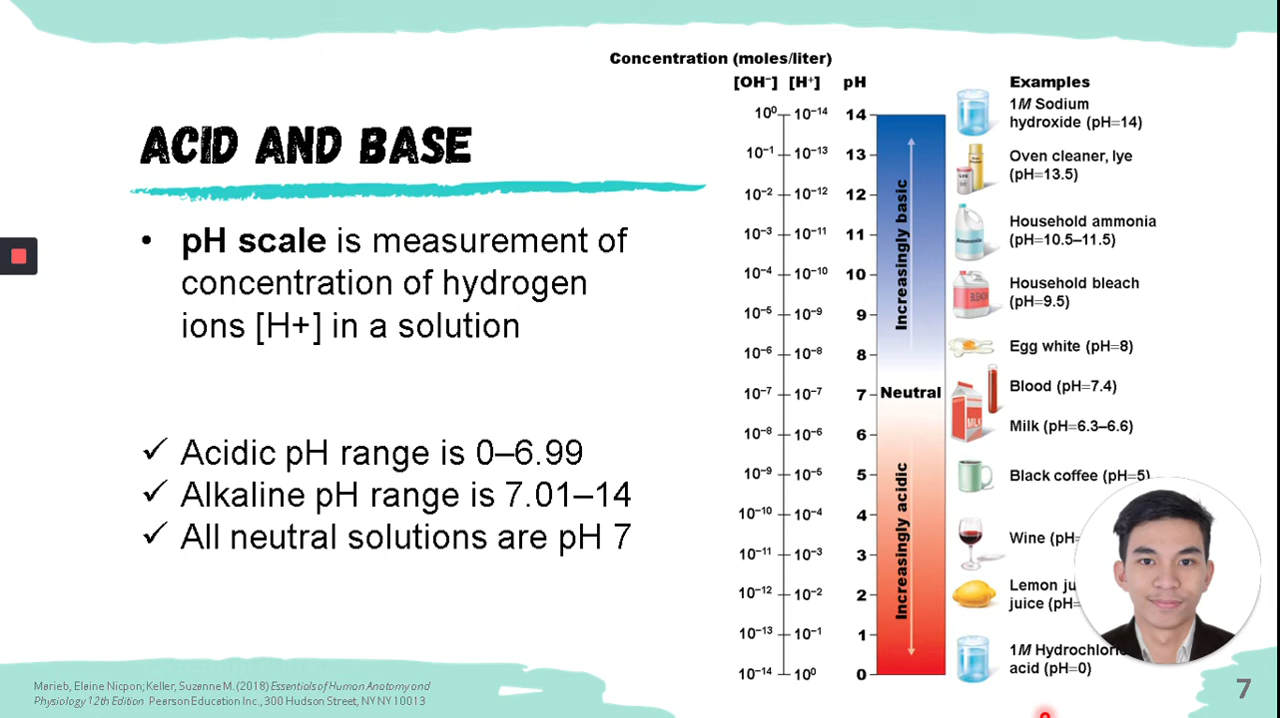 ACID AND BASE
• pH scale is measurement of
concentration of hydrogen
ions [H+] in a solution
✓ Acidic pH range is 0–6.99
✓ Alkaline pH range is 7.01–14
✓ All neutral solutions are pH 7
Concentration (moles/liter)
[OH⁻] [H⁺] pH Examples
10⁰ 10⁻¹⁴ 14
10⁻¹ 10⁻¹³ 13
10⁻² 10⁻¹² 12
10⁻³ 10⁻¹¹ 11
10⁻⁴ 10⁻¹⁰ 10
10⁻⁵ 10⁻⁹ 9
10⁻⁶ 10⁻⁸ 8
10⁻⁷ 10⁻⁷ 7
10⁻⁸ 10⁻⁶ 6
10⁻⁹ 10⁻⁵ 5
10⁻¹⁰ 10⁻⁴ 4
10⁻¹¹ 10⁻³ 3
10⁻¹² 10⁻² 2
10⁻¹³ 10⁻¹ 1
10⁻¹⁴ 10⁰ 0
Increasingly basic
Neutral
Increasingly acidic
1M Sodium
hydroxide (pH=14)
Oven cleaner, lye
(pH=13.5)
Household ammonia
(pH=10.5–11.5)
Ammonia
Household bleach
(pH=9.5)
BLEACH
Egg white (pH=8)
Blood (pH=7.4)
Milk (pH=6.3–6.6)
MILK
Black coffee (pH=5)
Wine (pH=
Lemon ju
juice (pH=
1M Hydrochlori
acid (pH=0)
Marieb, Elaine Nicpon; Keller, Suzanne M. (2018) Essentials of Human Anatomy and
Physiology 12th Edition Pearson Education Inc., 300 Hudson Street, NY NY 10013
7